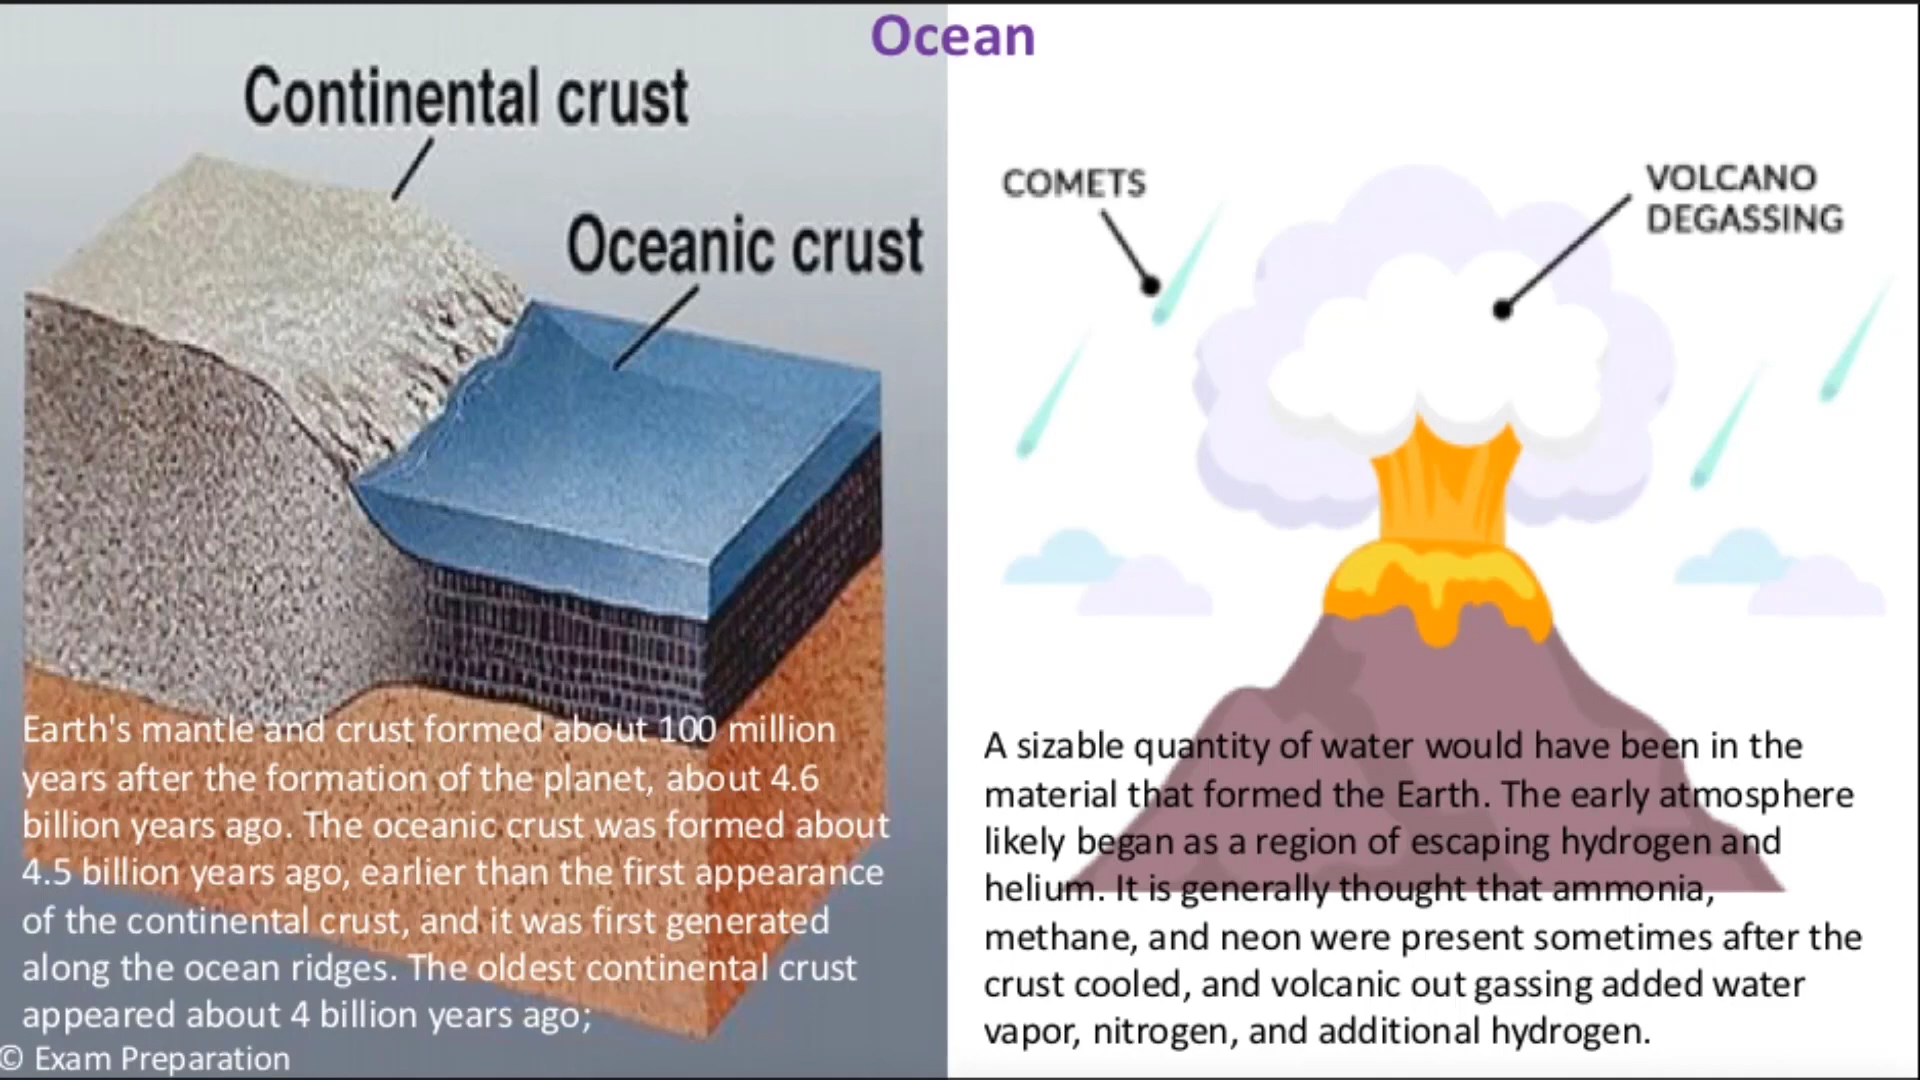 Ocean
Continental crust
Oceanic crust
Earth's mantle and crust formed about 100 million
years after the formation of the planet, about 4.6
billion years ago. The oceanic crust was formed about
4.5 billion years ago, earlier than the first appearance
of the continental crust, and it was first generated
along the ocean ridges. The oldest continental crust
appeared about 4 billion years ago;
© Exam Preparation
COMETS
VOLCANO
DEGASSING
A sizable quantity of water would have been in the
material that formed the Earth. The early atmosphere
likely began as a region of escaping hydrogen and
helium. It is generally thought that ammonia,
methane, and neon were present sometimes after the
crust cooled, and volcanic out gassing added water
vapor, nitrogen, and additional hydrogen.